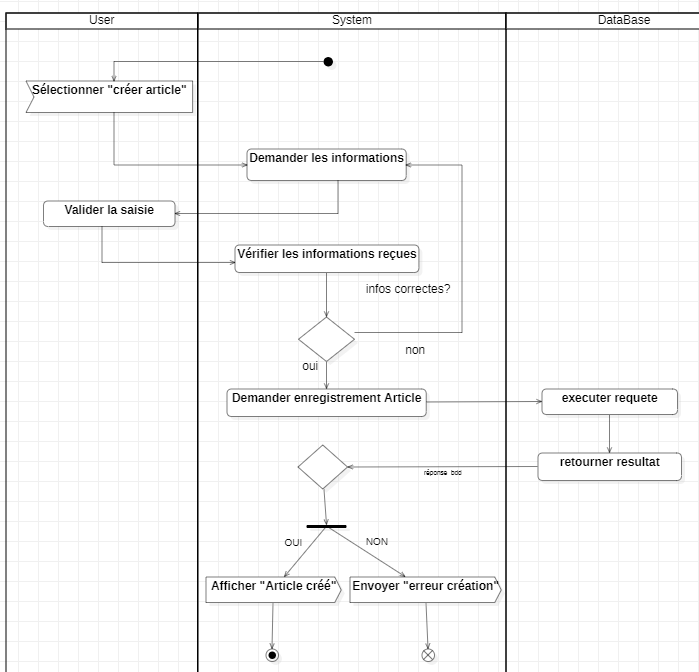 User
System
DataBase
Sélectionner "créer article"
Demander les informations
Valider la saisie
Vérifier les informations reçues
infos correctes?
non
oui
Demander enregistrement Article
executer requete
retourner resultat
réponse bdd
OUI
NON
Afficher "Article créé"
Envoyer "erreur création"